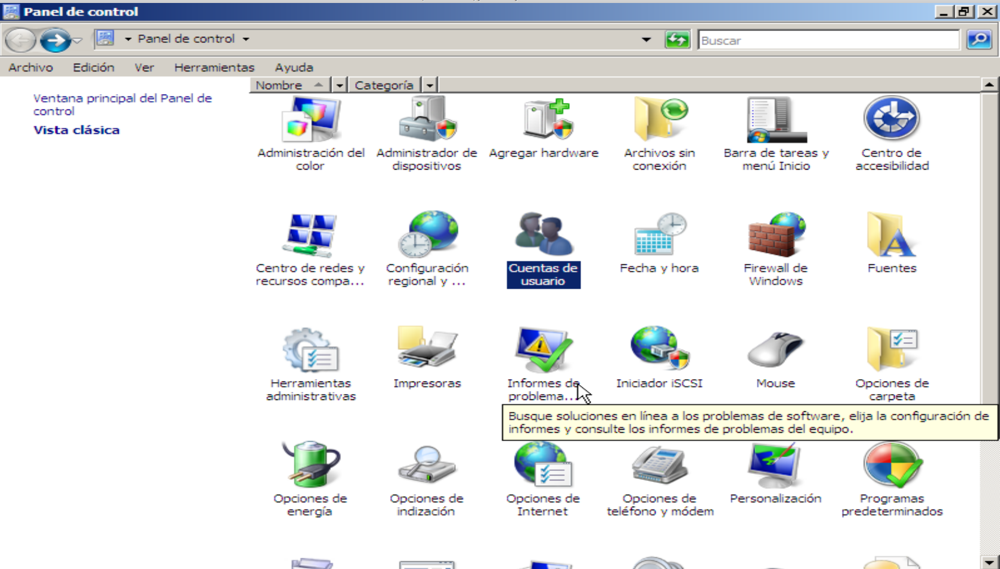 Panel de control
Panel de control
Buscar
Archivo Edición Ver Herramientas Ayuda
Ventana principal del Panel de
control
Vista clásica
Nombre Categoría
Administración del
color
Administrador de
dispositivos
Agregar hardware
Archivos sin
conexión
Barra de tareas y
menú Inicio
Centro de
accesibilidad
Centro de redes y
recursos compa...
Configuración
regional y ...
Cuentas de
usuario
Fecha y hora
Firewall de
Windows
Fuentes
Herramientas
administrativas
Impresoras
Informes de
problema...
Iniciador iSCSI
Mouse
Opciones de
carpeta
Busque soluciones en línea a los problemas de software, elija la configuración de
informes y consulte los informes de problemas del equipo.
Opciones de
energía
Opciones de
indización
Opciones de
Internet
Opciones de
teléfono y módem
Personalización
Programas
predeterminados